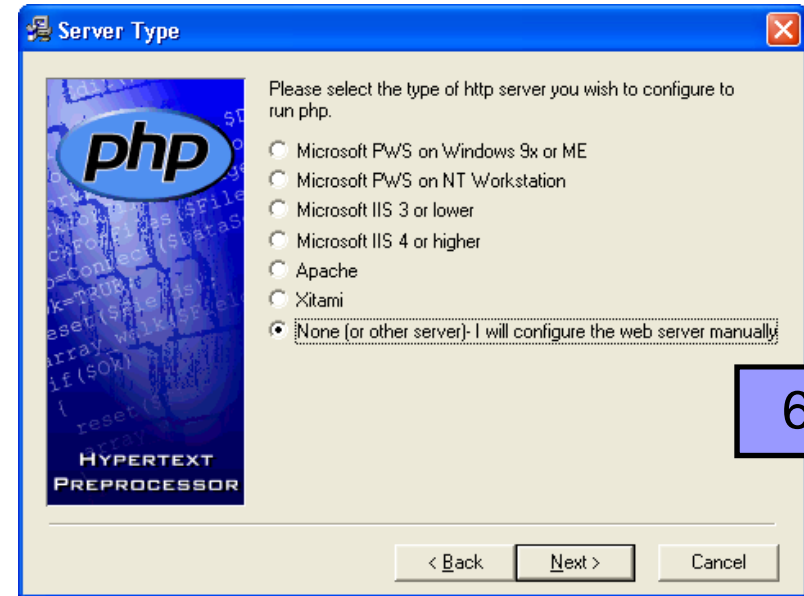 Server Type
Please select the type of http server you wish to configure to
run php.
Microsoft PWS on Windows 9x or ME
Microsoft PWS on NT Workstation
Microsoft IIS 3 or lower
Microsoft IIS 4 or higher
Apache
Xitami
None (or other server)- I will configure the web server manually
php
HYPERTEXT
PREPROCESSOR
6
< Back
Next >
Cancel